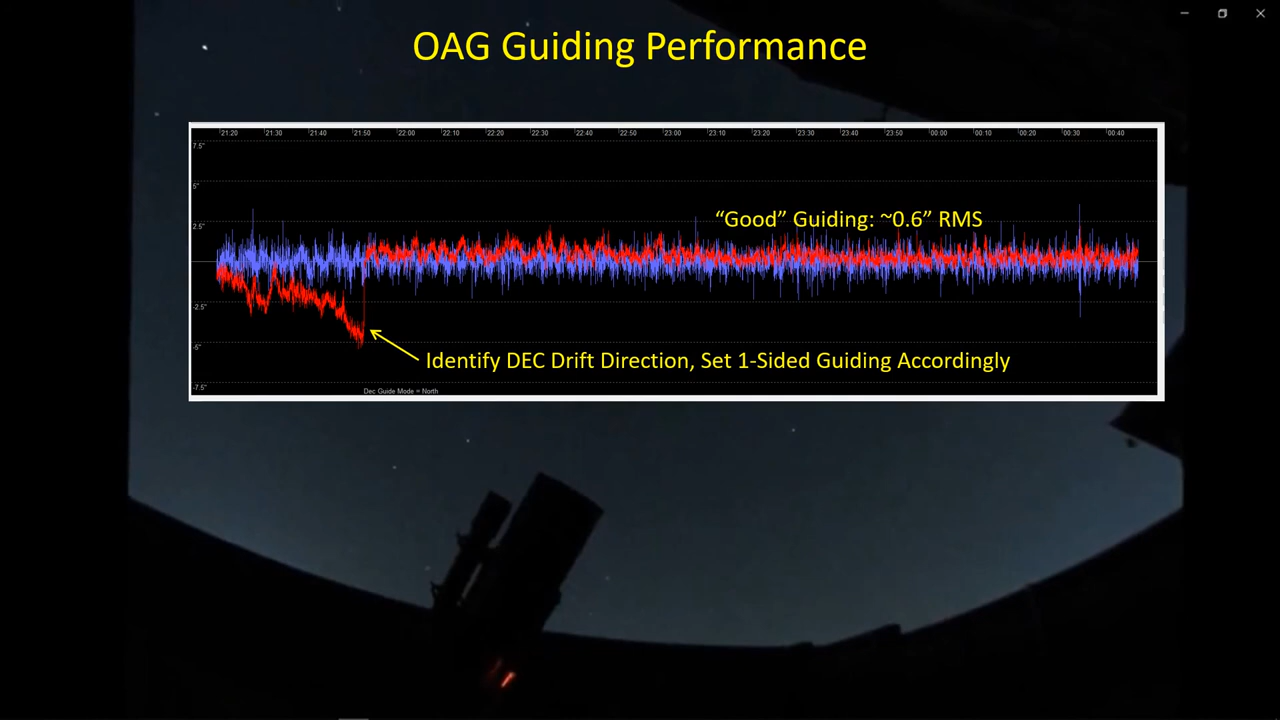 OAG Guiding Performance
21:20 21:30 21:40 21:50 22:00 22:10 22:20 22:30 22:40 22:50 23:00 23:10 23:20 23:30 23:40 23:50 00:00 00:10 00:20 00:30 00:40
7.5"
5"
“Good” Guiding: ~0.6” RMS
2.5"
-2.5"
-5"
Identify DEC Drift Direction, Set 1-Sided Guiding Accordingly
-7.5"
Dec Guide Mode = North